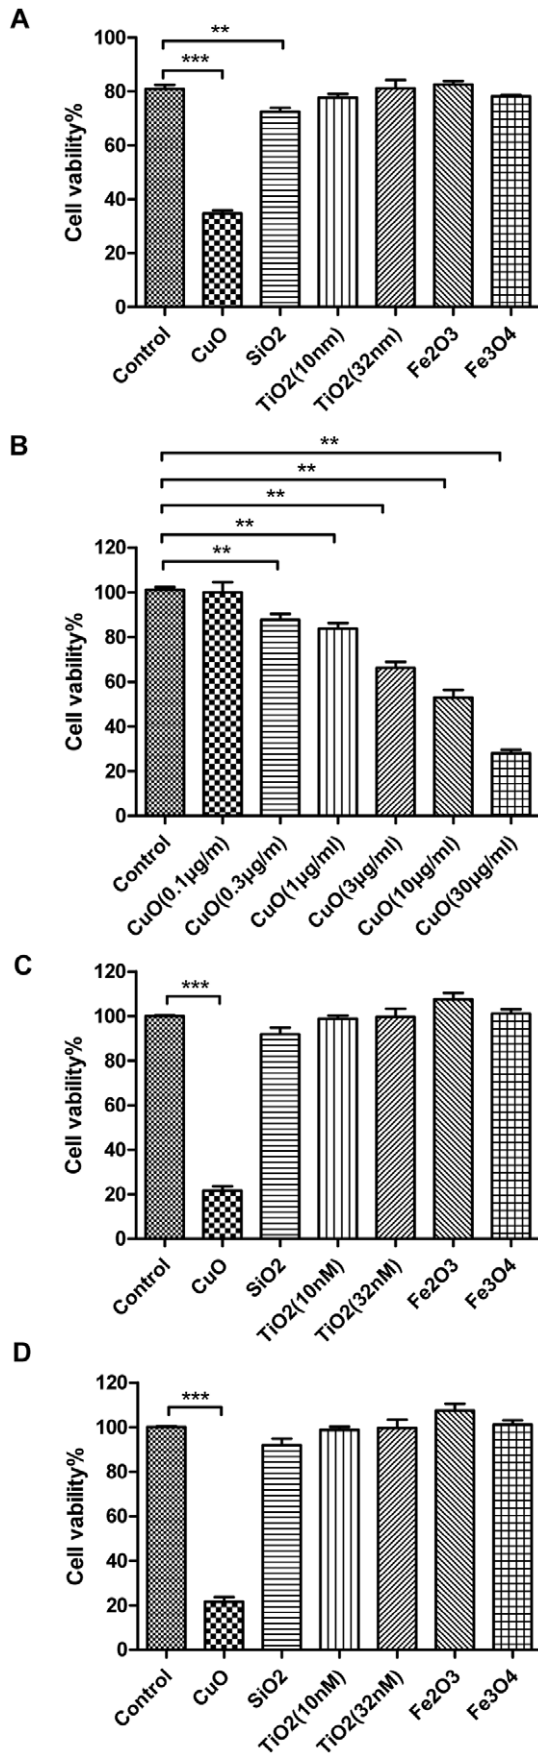 A
**
***
100
80
60
40
20
0
Cell viability%
Control
CuO
SiO2
TiO2(10nm)
TiO2(32nm)
Fe2O3
Fe3O4
B
**
**
**
**
**
120
100
80
60
40
20
0
Cell viability%
Control
CuO(0.1µg/m)
CuO(0.3µg/m)
CuO(1µg/ml)
CuO(3µg/ml)
CuO(10µg/ml)
CuO(30µg/ml)
C
***
120
100
80
60
40
20
0
Cell viability%
Control
CuO
SiO2
TiO2(10nM)
TiO2(32nM)
Fe2O3
Fe3O4
D
***
120
100
80
60
40
20
0
Cell viability%
Control
CuO
SiO2
TiO2(10nM)
TiO2(32nM)
Fe2O3
Fe3O4